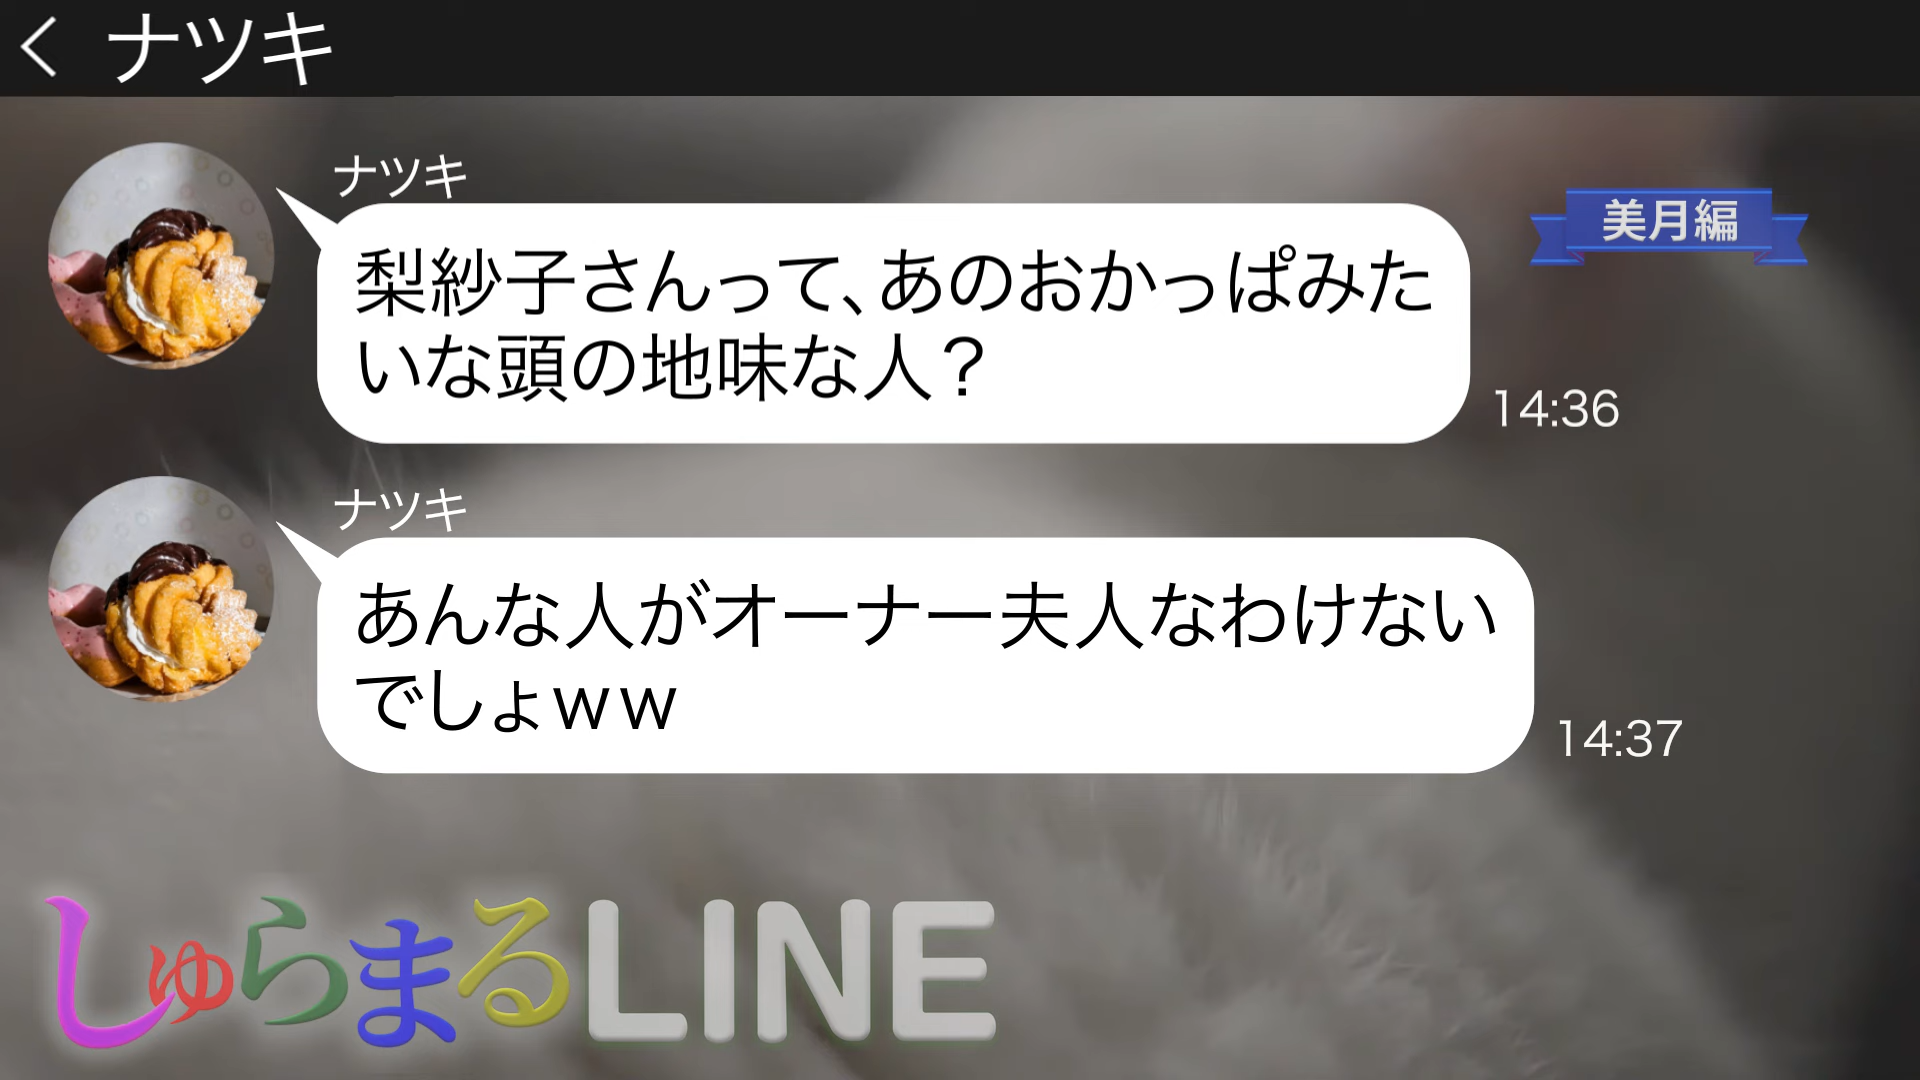 ナツキ
ナツキ
美月編
梨紗子さんって、あのおかっぱみた
いな頭の地味な人？
14:36
ナツキ
あんな人がオーナー夫人なわけない
でしょｗｗ
14:37
しゅらまるLINE